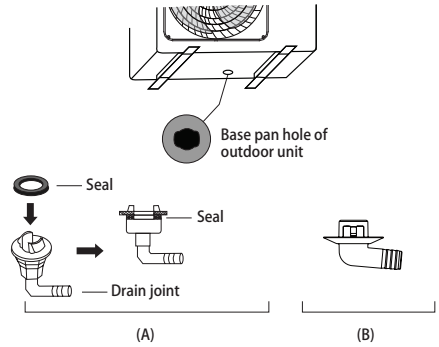 Base pan hole of
outdoor unit
Seal
Seal
Drain joint
(A)
(B)